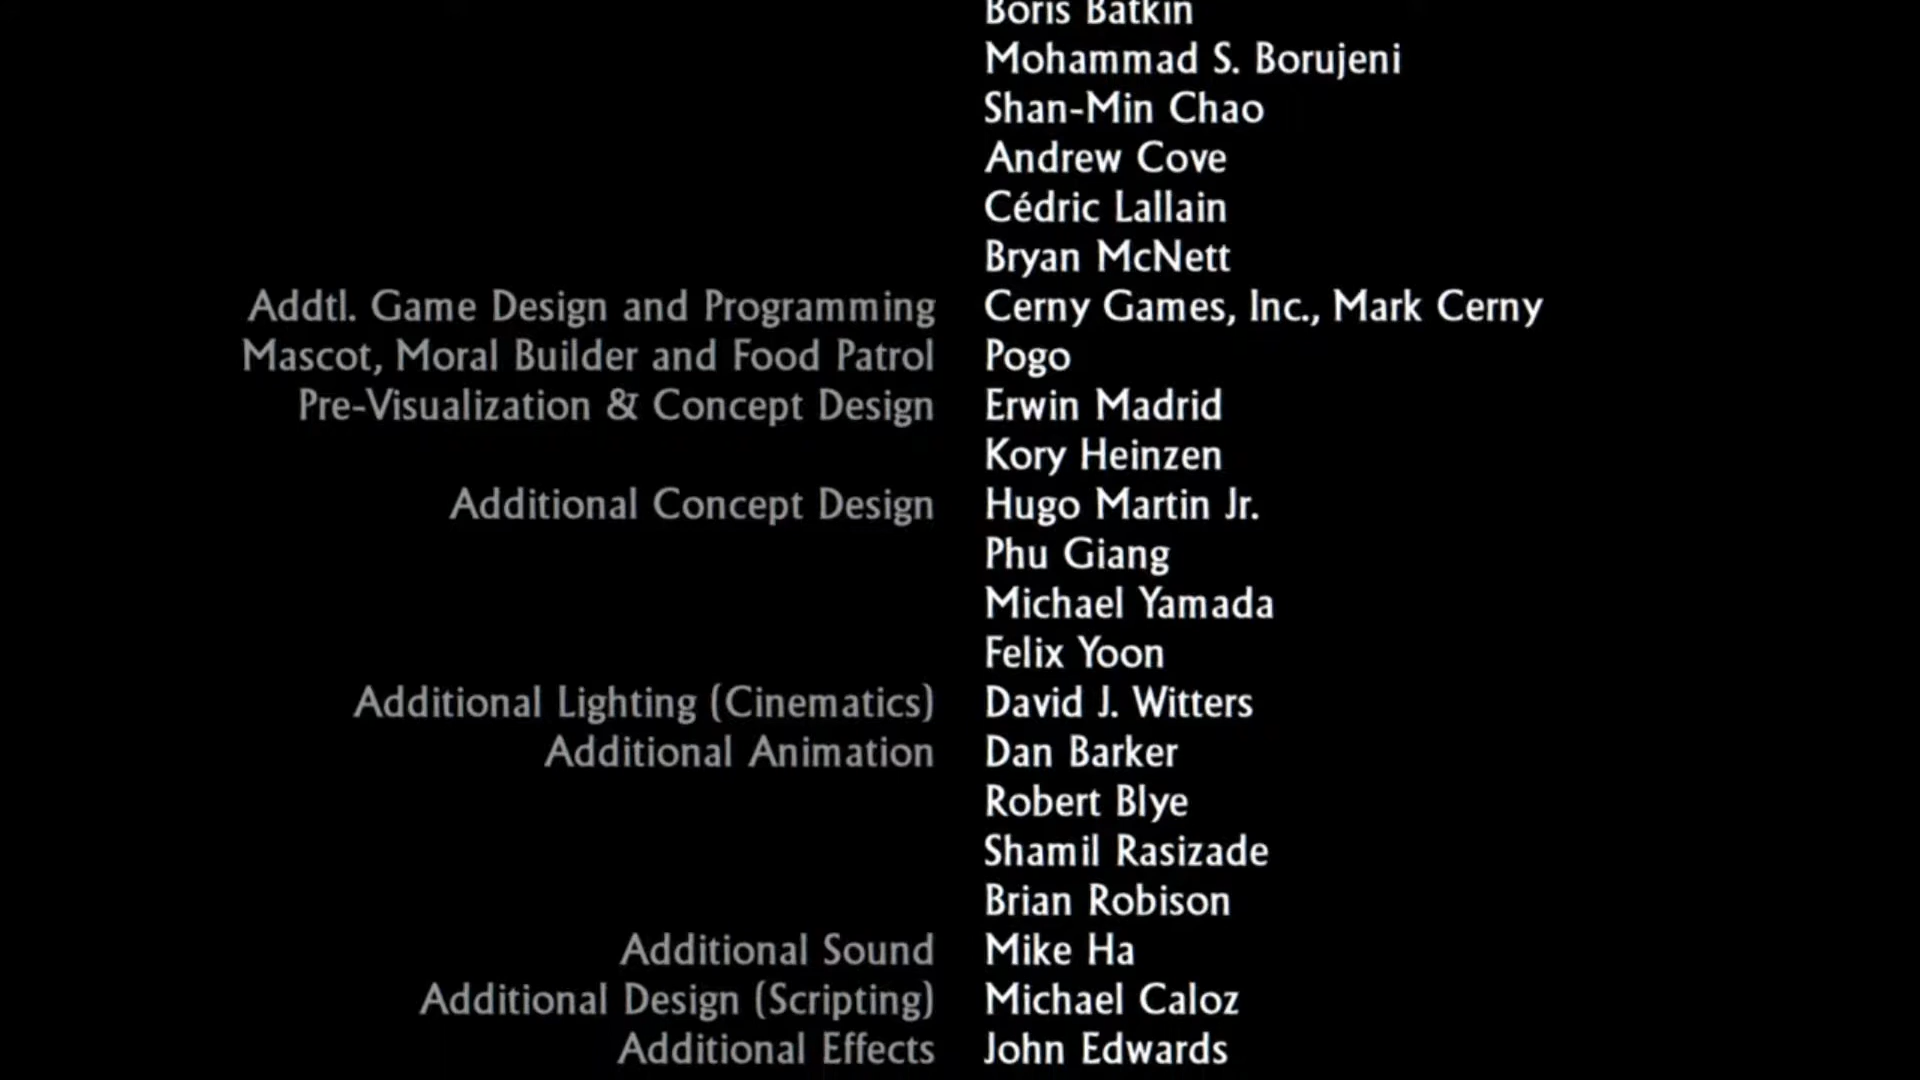 Boris Batkin
Mohammad S. Borujeni
Shan-Min Chao
Andrew Cove
Cédric Lallain
Bryan McNett
Addtl. Game Design and Programming Cerny Games, Inc., Mark Cerny
Mascot, Moral Builder and Food Patrol Pogo
Pre-Visualization & Concept Design Erwin Madrid
Kory Heinzen
Additional Concept Design Hugo Martin Jr.
Phu Giang
Michael Yamada
Felix Yoon
Additional Lighting (Cinematics) David J. Witters
Additional Animation Dan Barker
Robert Blye
Shamil Rasizade
Brian Robison
Additional Sound Mike Ha
Additional Design (Scripting) Michael Caloz
Additional Effects John Edwards